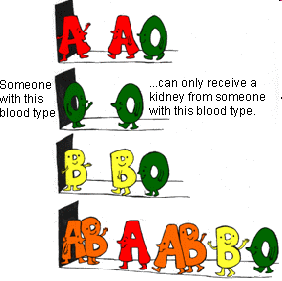 A A O
Someone
with this
blood type
O O
...can only receive a
kidney from someone
with this blood type.
B B O
AB A AB B O